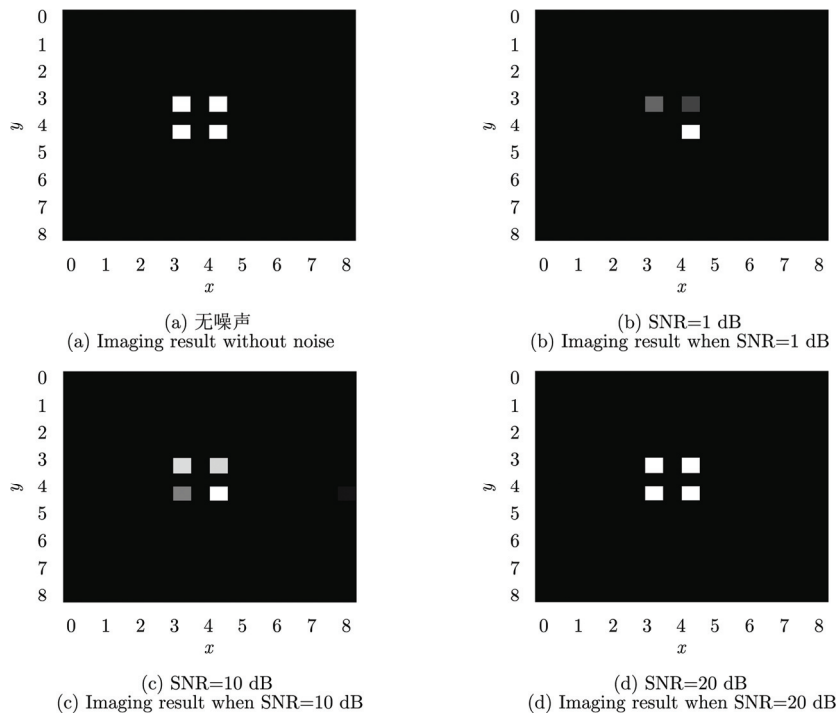 0
1
2
3
4
5
6
7
8
y
0 1 2 3 4 5 6 7 8
x
(a) 无噪声
(a) Imaging result without noise
0
1
2
3
4
5
6
7
8
y
0 1 2 3 4 5 6 7 8
x
(b) SNR=1 dB
(b) Imaging result when SNR=1 dB
0
1
2
3
4
5
6
7
8
y
0 1 2 3 4 5 6 7 8
x
(c) SNR=10 dB
(c) Imaging result when SNR=10 dB
0
1
2
3
4
5
6
7
8
y
0 1 2 3 4 5 6 7 8
x
(d) SNR=20 dB
(d) Imaging result when SNR=20 dB